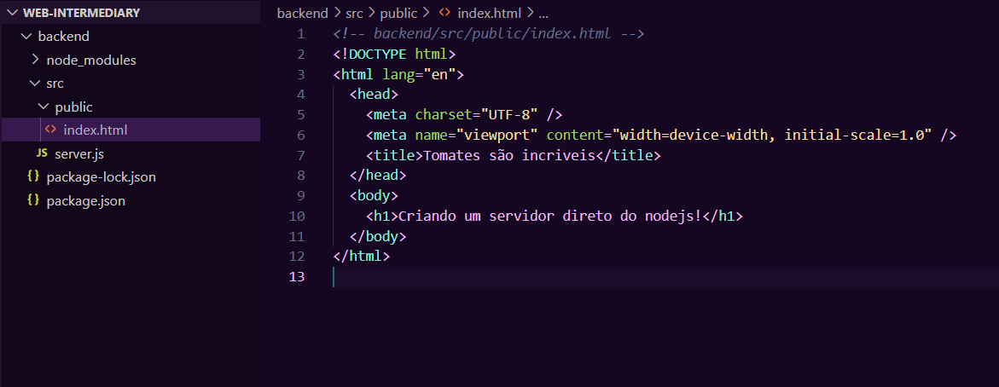 WEB-INTERMEDIARY
backend
node_modules
src
public
<> index.html
JS server.js
{} package-lock.json
{} package.json
backend > src > public > <> index.html > ...
1 <!-- backend/src/public/index.html -->
2 <!DOCTYPE html>
3 <html lang="en">
4 <head>
5 <meta charset="UTF-8" />
6 <meta name="viewport" content="width=device-width, initial-scale=1.0" />
7 <title>Tomates são incriveis</title>
8 </head>
9 <body>
10 <h1>Criando um servidor direto do nodejs!</h1>
11 </body>
12 </html>
13